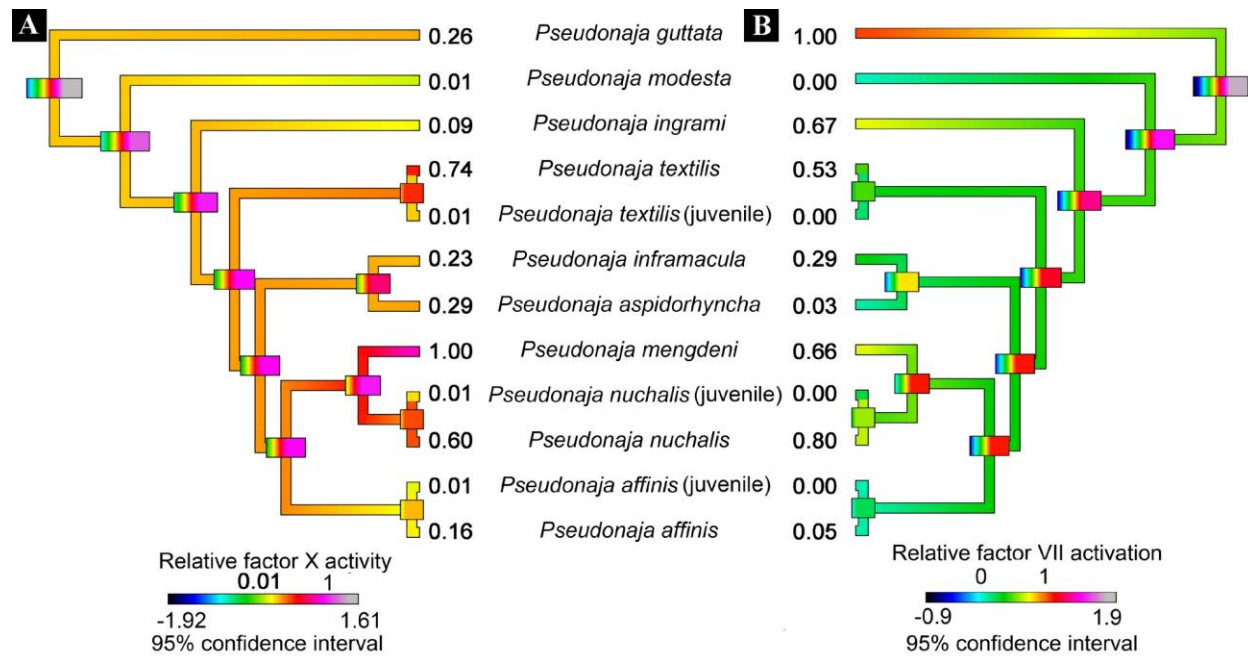 A
B
0.26 Pseudonaja guttata 1.00
0.01 Pseudonaja modesta 0.00
0.09 Pseudonaja ingrami 0.67
0.74 Pseudonaja textilis 0.53
0.01 Pseudonaja textilis (juvenile) 0.00
0.23 Pseudonaja inframacula 0.29
0.29 Pseudonaja aspidorhyncha 0.03
1.00 Pseudonaja mengdeni 0.66
0.01 Pseudonaja nuchalis (juvenile) 0.00
0.60 Pseudonaja nuchalis 0.80
0.01 Pseudonaja affinis (juvenile) 0.00
0.16 Pseudonaja affinis 0.05
Relative factor X activity
0.01 1
-1.92 1.61
95% confidence interval
Relative factor VII activation
0 1
-0.9 1.9
95% confidence interval